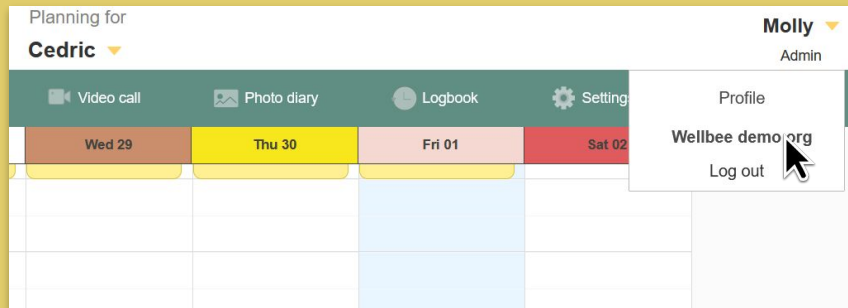 Planning for
Cedric
Molly
Admin
Video call
Photo diary
Logbook
Setting
Profile
Wellbee demo org
Log out
Wed 29
Thu 30
Fri 01
Sat 02